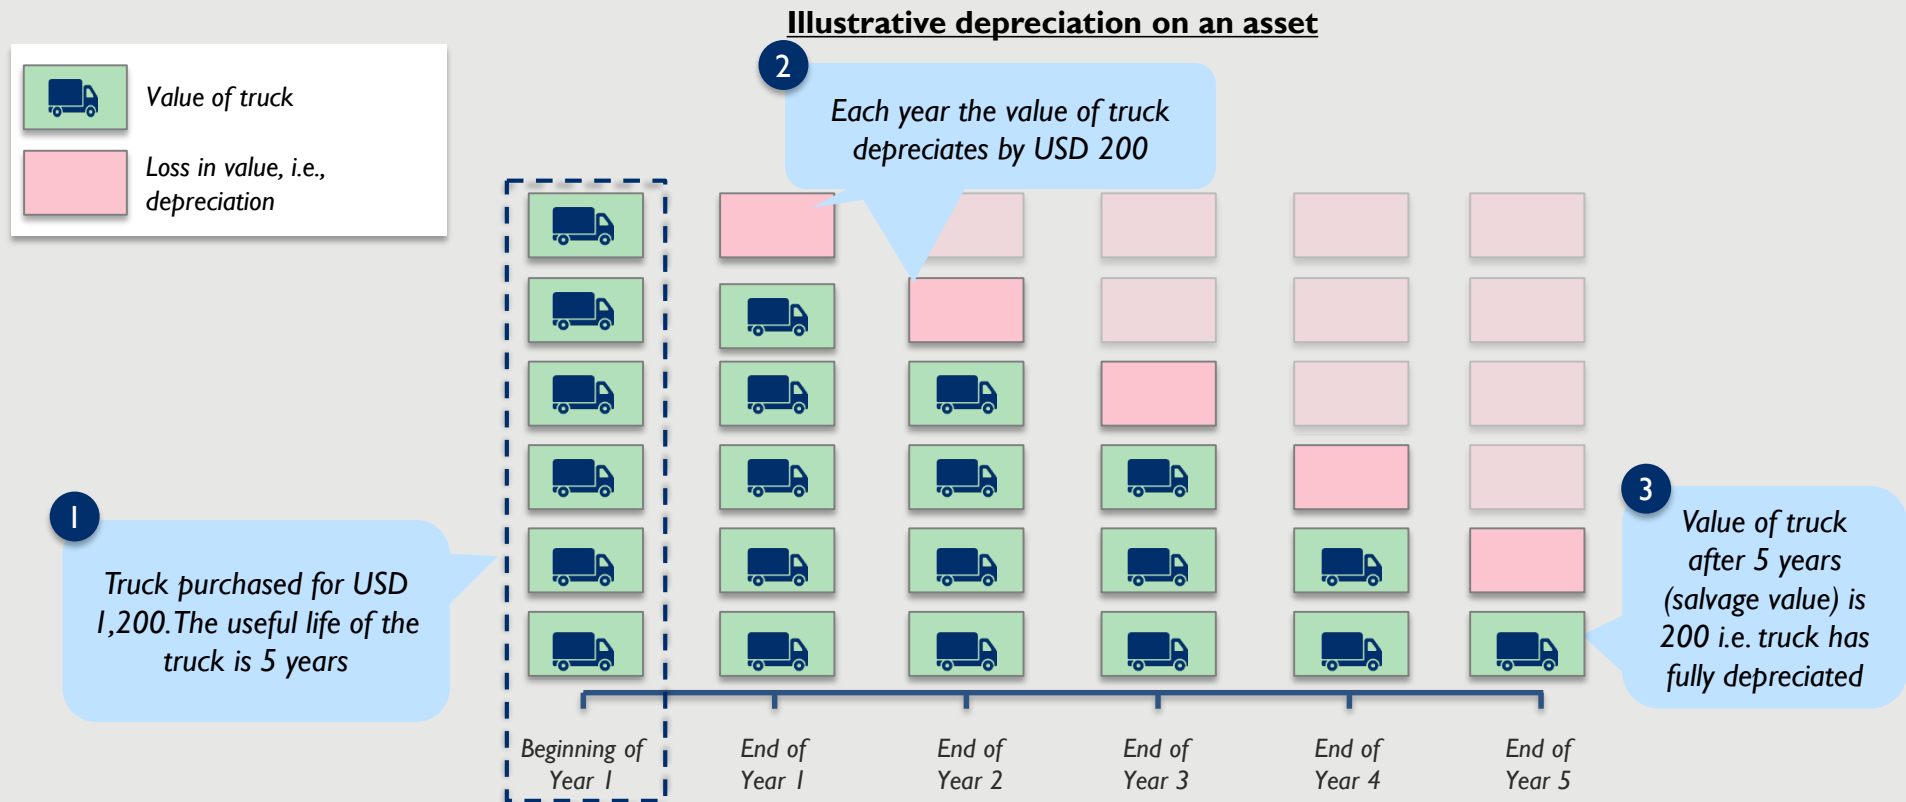 Illustrative depreciation on an asset
Value of truck
Loss in value, i.e.,
depreciation
2
Each year the value of truck
depreciates by USD 200
1
Truck purchased for USD
1,200. The useful life of the
truck is 5 years
3
Value of truck
after 5 years
(salvage value) is
200 i.e. truck has
fully depreciated
Beginning of
Year 1
End of
Year 1
End of
Year 2
End of
Year 3
End of
Year 4
End of
Year 5